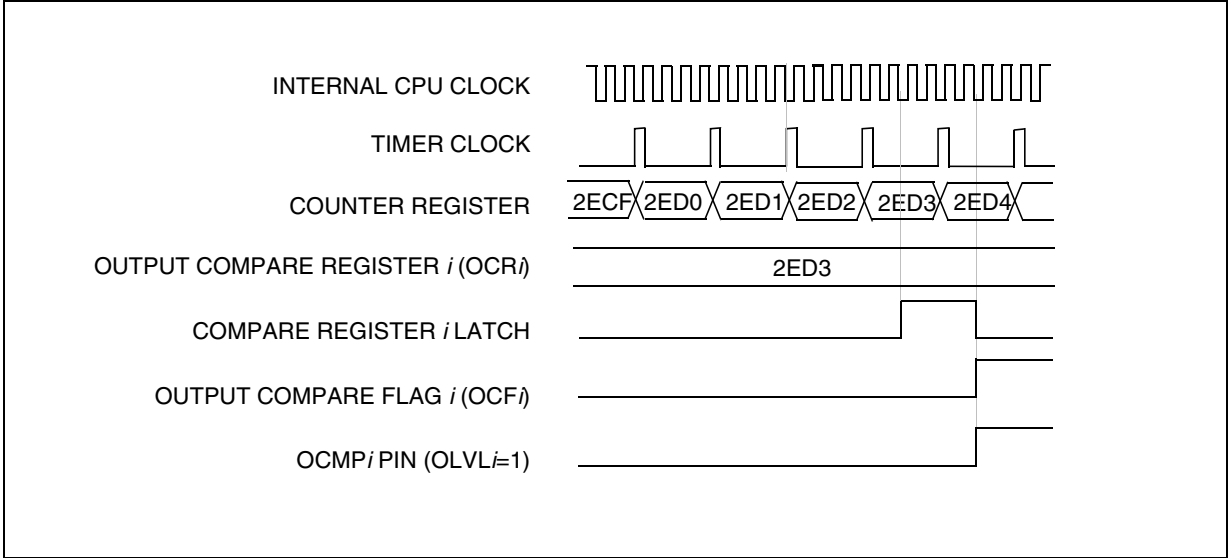 INTERNAL CPU CLOCK
TIMER CLOCK
COUNTER REGISTER 2ECF 2ED0 2ED1 2ED2 2ED3 2ED4
OUTPUT COMPARE REGISTER i (OCRi) 2ED3
COMPARE REGISTER i LATCH
OUTPUT COMPARE FLAG i (OCFi)
OCMPi PIN (OLVLi=1)